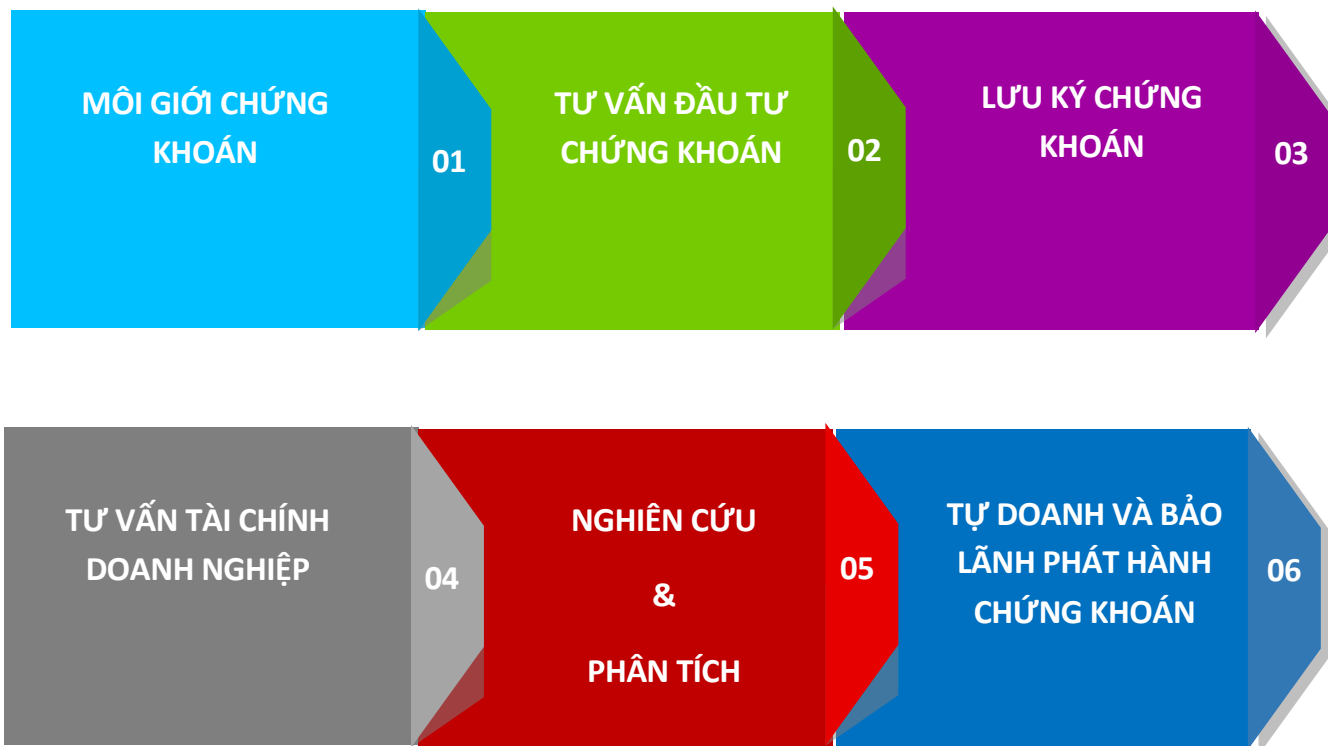 MÔI GIỚI CHỨNG
KHOÁN
01
TƯ VẤN ĐẦU TƯ
CHỨNG KHOÁN
02
LƯU KÝ CHỨNG
KHOÁN
03
TƯ VẤN TÀI CHÍNH
DOANH NGHIỆP
04
NGHIÊN CỨU
&
PHÂN TÍCH
05
TỰ DOANH VÀ BẢO
LÃNH PHÁT HÀNH
CHỨNG KHOÁN
06